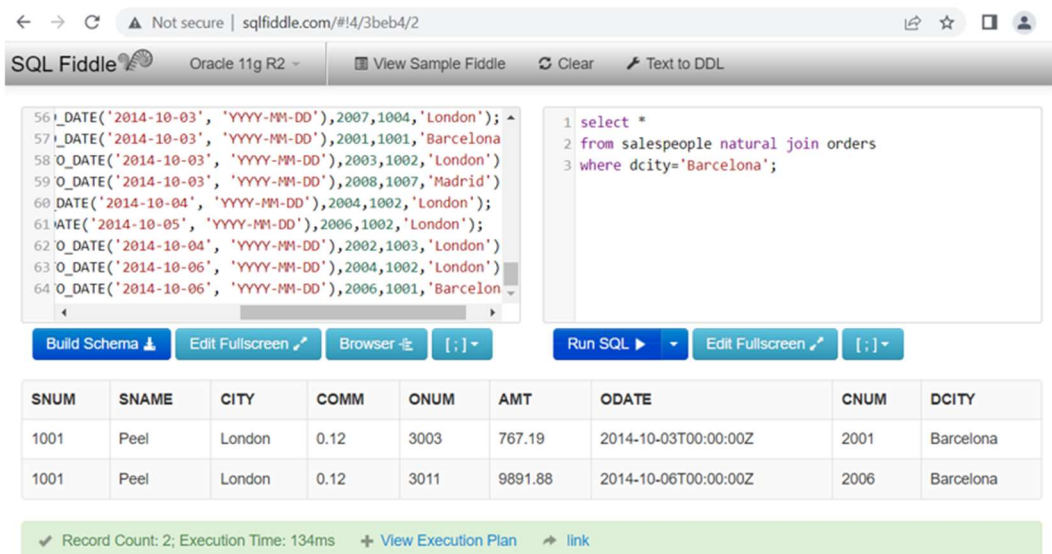 Not secure | sqlfiddle.com/#!4/3beb4/2
SQL Fiddle Oracle 11g R2 View Sample Fiddle Clear Text to DDL
56 _DATE('2014-10-03', 'YYYY-MM-DD'),2007,1004,'London');
57 _DATE('2014-10-03', 'YYYY-MM-DD'),2001,1001,'Barcelona
58 O_DATE('2014-10-03', 'YYYY-MM-DD'),2003,1002,'London')
59 O_DATE('2014-10-03', 'YYYY-MM-DD'),2008,1007,'Madrid')
60 DATE('2014-10-04', 'YYYY-MM-DD'),2004,1002,'London');
61 ATE('2014-10-05', 'YYYY-MM-DD'),2006,1002,'London');
62 O_DATE('2014-10-04', 'YYYY-MM-DD'),2002,1003,'London')
63 O_DATE('2014-10-06', 'YYYY-MM-DD'),2004,1002,'London')
64 O_DATE('2014-10-06', 'YYYY-MM-DD'),2006,1001,'Barcelon
1 select *
2 from salespeople natural join orders
3 where dcity='Barcelona';
Build Schema Edit Fullscreen Browser [ ; ] Run SQL Edit Fullscreen [ ; ]
SNUM SNAME CITY COMM ONUM AMT ODATE CNUM DCITY
1001 Peel London 0.12 3003 767.19 2014-10-03T00:00:00Z 2001 Barcelona
1001 Peel London 0.12 3011 9891.88 2014-10-06T00:00:00Z 2006 Barcelona
Record Count: 2; Execution Time: 134ms View Execution Plan link